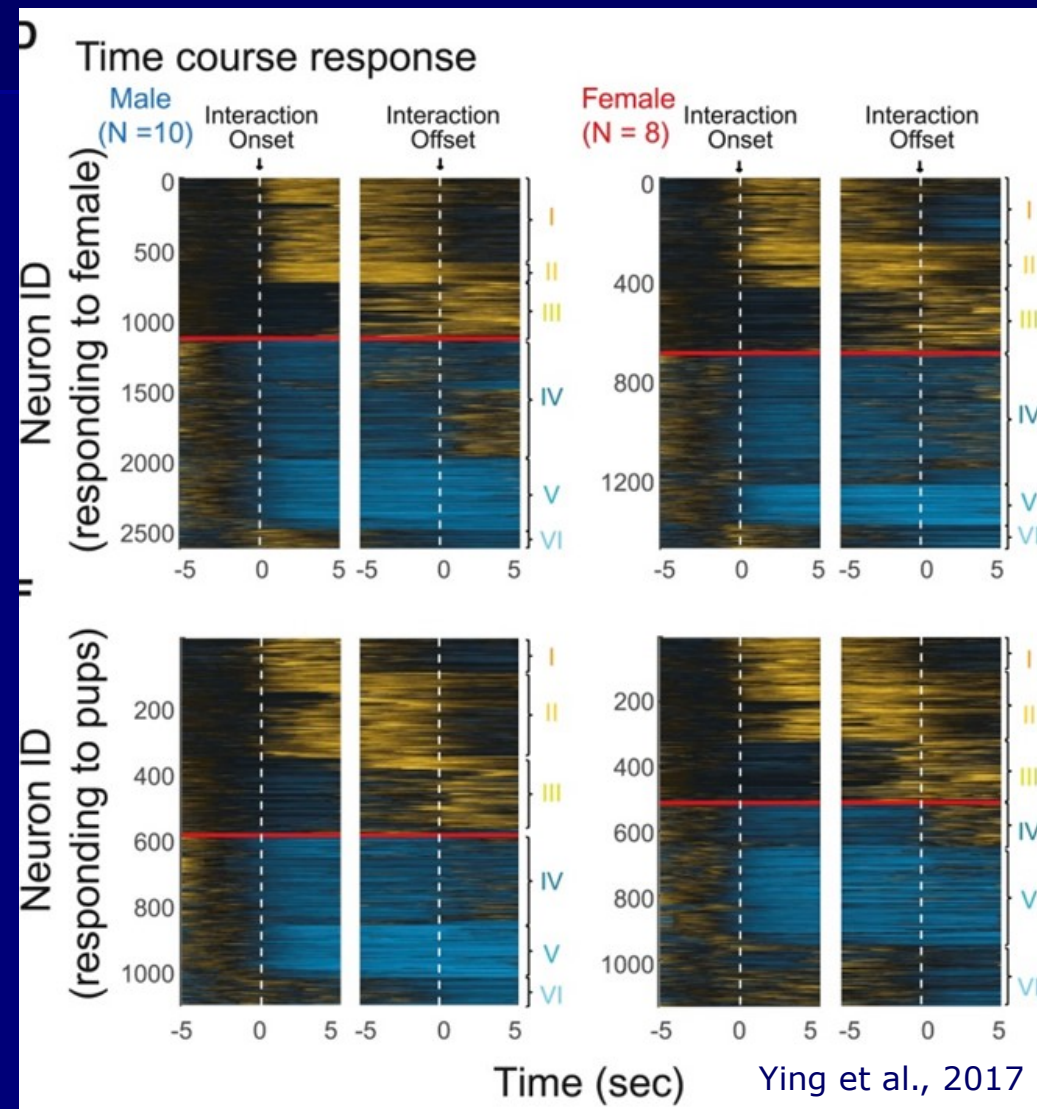 Time course response
Male
(N =10)
Interaction
Onset
Interaction
Offset
Female
(N = 8)
Interaction
Onset
Interaction
Offset
Neuron ID
(responding to female)
0
500
1000
1500
2000
2500
I
II
III
IV
V
VI
-5 0 5 -5 0 5
0
400
800
1200
I
II
III
IV
V
VI
-5 0 5 -5 0 5
Neuron ID
(responding to pups)
200
400
600
800
1000
I
II
III
IV
V
VI
-5 0 5 -5 0 5
200
400
600
800
1000
I
II
III
IV
V
VI
-5 0 5 -5 0 5
Time (sec)
Ying et al., 2017